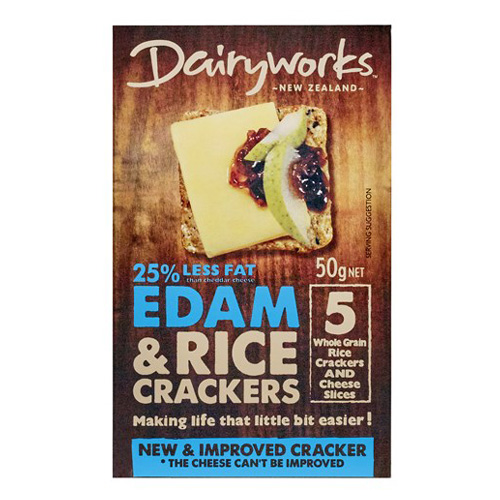 Dairyworks™
~NEW ZEALAND~
SERVING SUGGESTION
25% LESS FAT
than cheddar cheese
50g NET
EDAM
& RICE
CRACKERS
5
Whole Grain
Rice
Crackers
AND
Cheese
Slices
Making life that little bit easier!
NEW & IMPROVED CRACKER
* THE CHEESE CAN'T BE IMPROVED